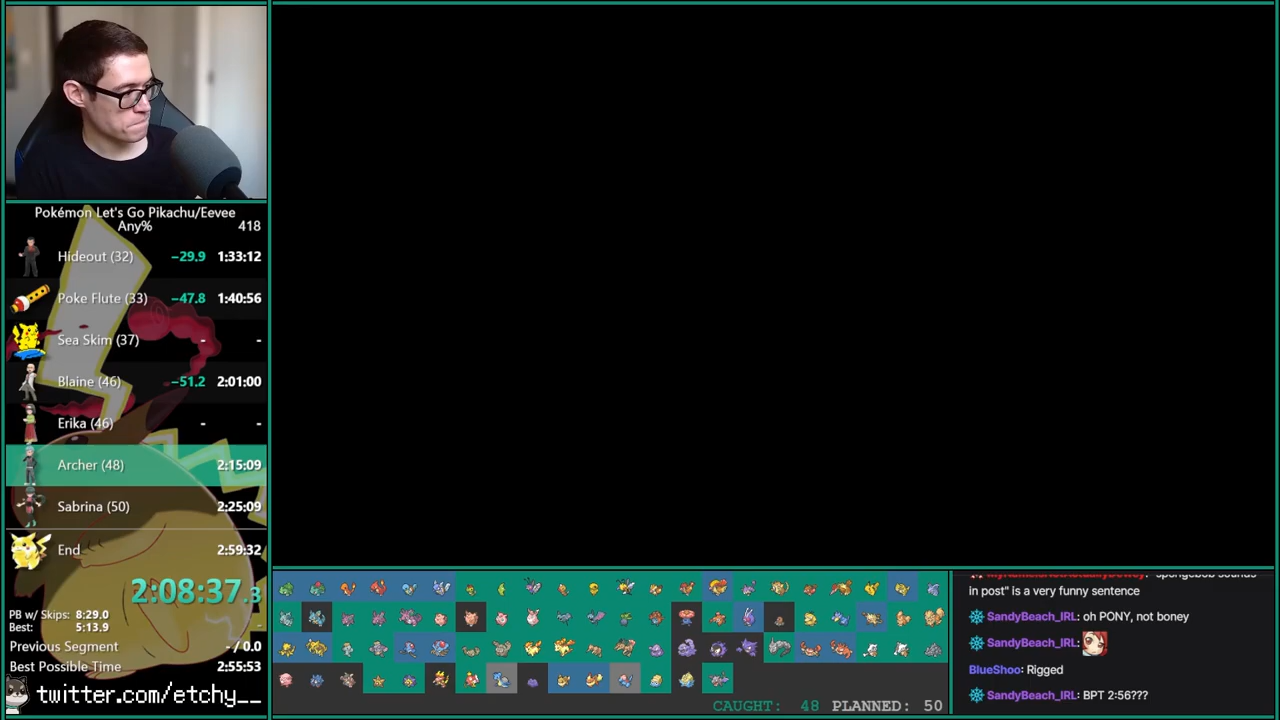 Pokémon Let's Go Pikachu/Eevee
Any% 418
Hideout (32) −29.9 1:33:12
Poke Flute (33) −47.8 1:40:56
Sea Skim (37) - -
Blaine (46) −51.2 2:01:00
Erika (46) - -
Archer (48) 2:15:09
Sabrina (50) 2:25:09
End 2:59:32
2:08:37.3
PB w/ Skips: 8:29.0
Best: 5:13.9 -
Previous Segment - / 0.0
Best Possible Time 2:55:53
twitter.com/etchy__
CAUGHT: 48 PLANNED: 50
"spongebob sounds
in post" is a very funny sentence
SandyBeach_IRL: oh PONY, not boney
SandyBeach_IRL:
BlueShoo: Rigged
SandyBeach_IRL: BPT 2:56???